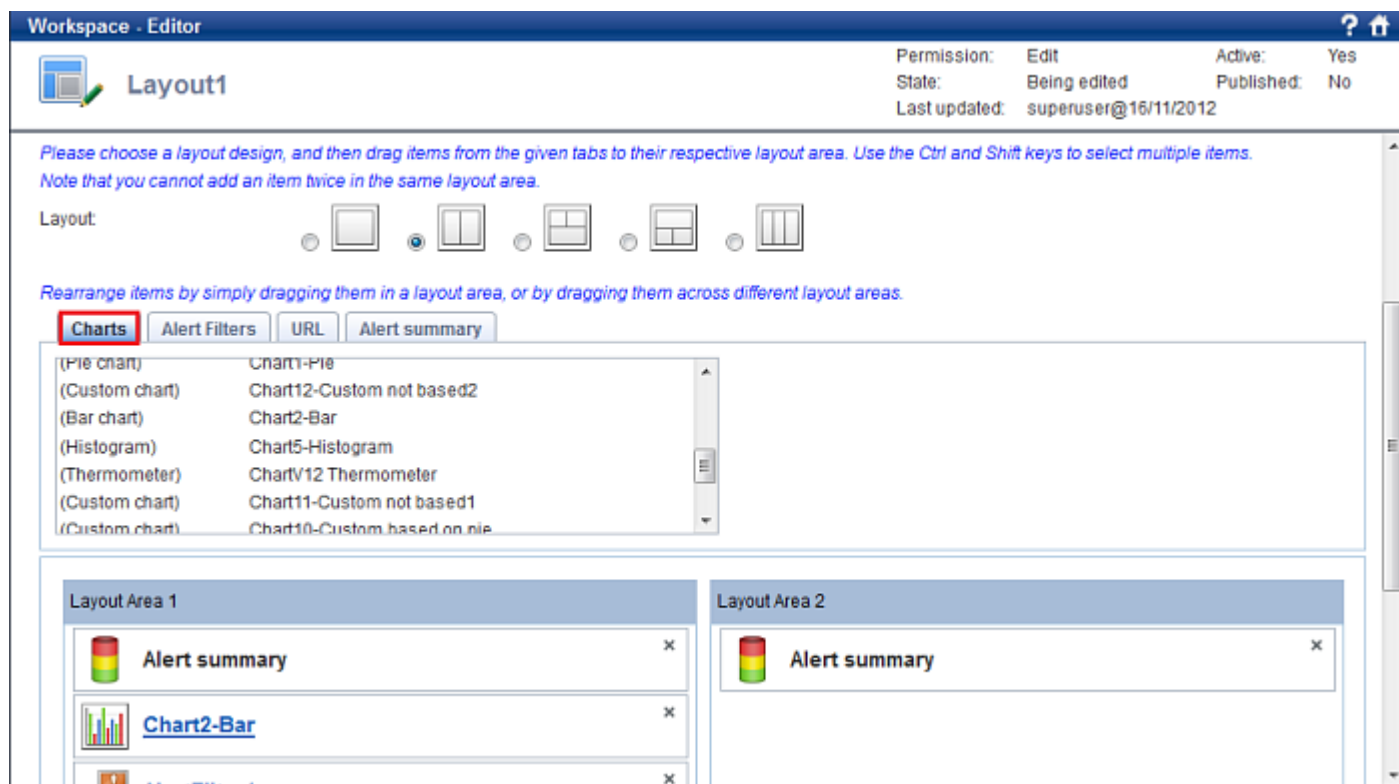 Workspace - Editor
?
Layout1
Permission: Edit Active: Yes
State: Being edited Published: No
Last updated: superuser@16/11/2012
Please choose a layout design, and then drag items from the given tabs to their respective layout area. Use the Ctrl and Shift keys to select multiple items.
Note that you cannot add an item twice in the same layout area.
Layout:
Rearrange items by simply dragging them in a layout area, or by dragging them across different layout areas.
Charts Alert Filters URL Alert summary
(Pie chart) Chart1-Pie
(Custom chart) Chart12-Custom not based2
(Bar chart) Chart2-Bar
(Histogram) Chart5-Histogram
(Thermometer) ChartV12 Thermometer
(Custom chart) Chart11-Custom not based1
(Custom chart) Chart10-Custom based on pie
Layout Area 1 Layout Area 2
Alert summary Alert summary
Chart2-Bar